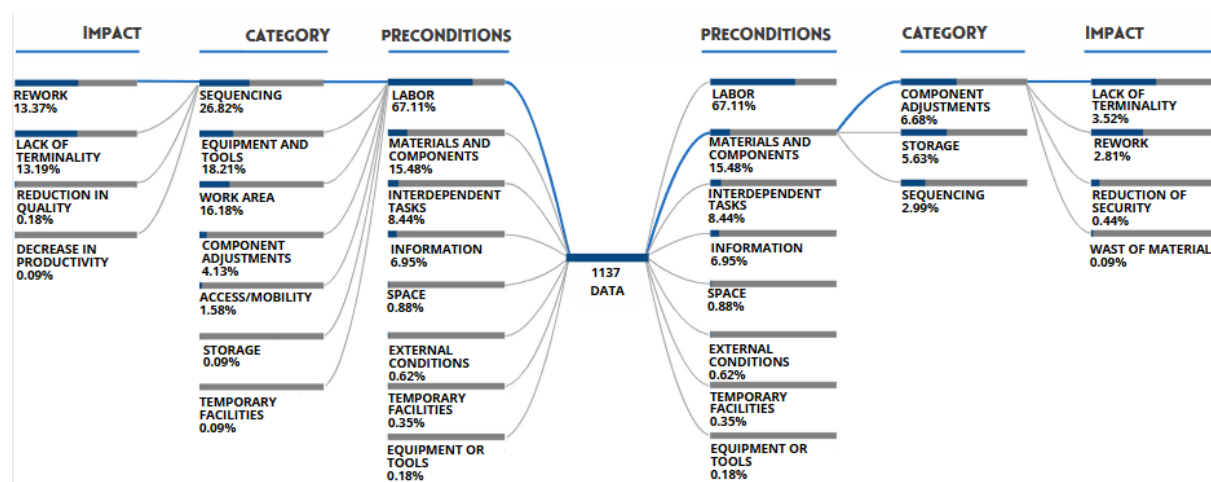 IMPACT
CATEGORY
PRECONDITIONS
PRECONDITIONS
CATEGORY
IMPACT
REWORK
13.37%
LACK OF
TERMINALITY
13.19%
REDUCTION IN
QUALITY
0.18%
DECREASE IN
PRODUCTIVITY
0.09%
SEQUENCING
26.82%
EQUIPMENT AND
TOOLS
18.21%
WORK AREA
16.18%
COMPONENT
ADJUSTMENTS
4.13%
ACCESS/MOBILITY
1.58%
STORAGE
0.09%
TEMPORARY
FACILITIES
0.09%
LABOR
67.11%
MATERIALS AND
COMPONENTS
15.48%
INTERDEPENDENT
TASKS
8.44%
INFORMATION
6.95%
SPACE
0.88%
EXTERNAL
CONDITIONS
0.62%
TEMPORARY
FACILITIES
0.35%
EQUIPMENT OR
TOOLS
0.18%
1137
DATA
LABOR
67.11%
MATERIALS AND
COMPONENTS
15.48%
INTERDEPENDENT
TASKS
8.44%
INFORMATION
6.95%
SPACE
0.88%
EXTERNAL
CONDITIONS
0.62%
TEMPORARY
FACILITIES
0.35%
EQUIPMENT OR
TOOLS
0.18%
COMPONENT
ADJUSTMENTS
6.68%
STORAGE
5.63%
SEQUENCING
2.99%
LACK OF
TERMINALITY
3.52%
REWORK
2.81%
REDUCTION OF
SECURITY
0.44%
WAST OF MATERIAL
0.09%